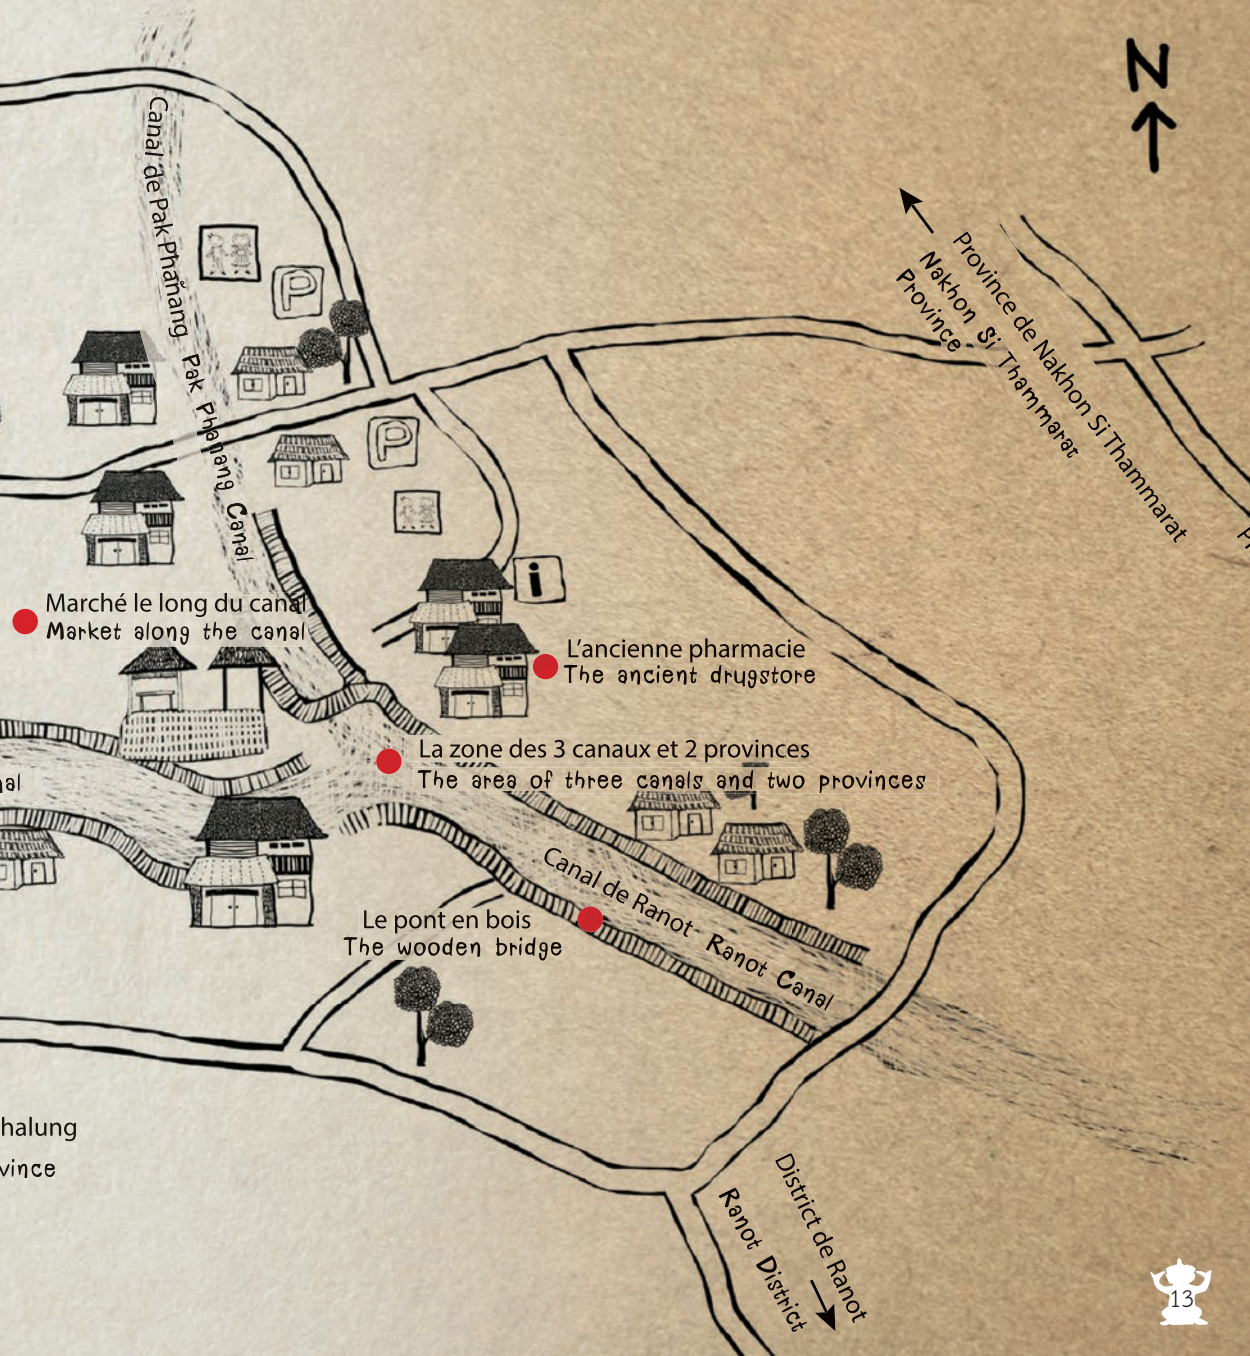 N
Canal de Pak Phanang
Pak Phanang Canal
P
Province de Nakhon Si Thammarat
Nakhon Si Thammarat
Province
P
i
Marché le long du canal
Market along the canal
L'ancienne pharmacie
The ancient drugstore
La zone des 3 canaux et 2 provinces
The area of three canals and two provinces
nal
Canal de Ranot
Ranot Canal
Le pont en bois
The wooden bridge
halung
vince
District de Ranot
Ranot District
13